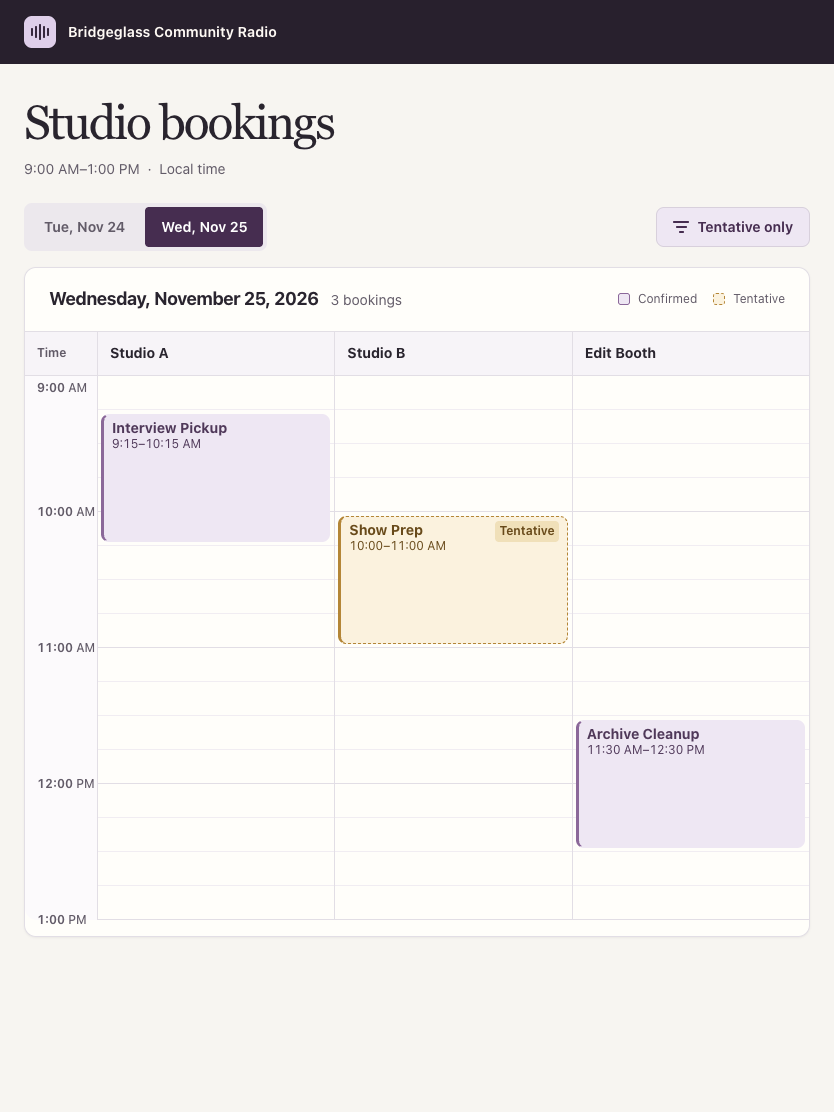 Bridgeglass Community Radio
Studio bookings
9:00 AM–1:00 PM · Local time
Tue, Nov 24
Wed, Nov 25
Tentative only
Wednesday, November 25, 2026 3 bookings
Confirmed
Tentative
Time
Studio A
Studio B
Edit Booth
9:00 AM
Interview Pickup
9:15–10:15 AM
10:00 AM
Show Prep
Tentative
10:00–11:00 AM
11:00 AM
Archive Cleanup
11:30 AM–12:30 PM
12:00 PM
1:00 PM